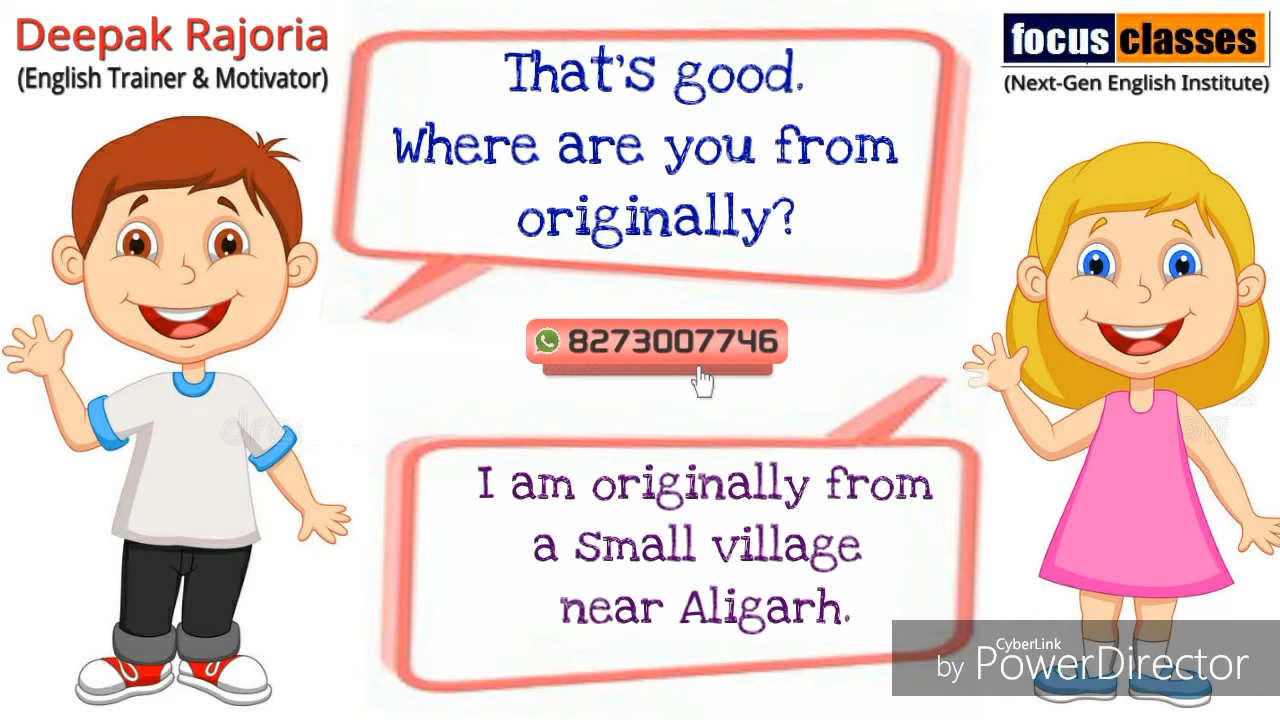 Deepak Rajoria
(English Trainer & Motivator)
focus classes
(Next-Gen English Institute)
That's good.
Where are you from
originally?
8273007746
I am originally from
a small village
near Aligarh.
CyberLink
by PowerDirector